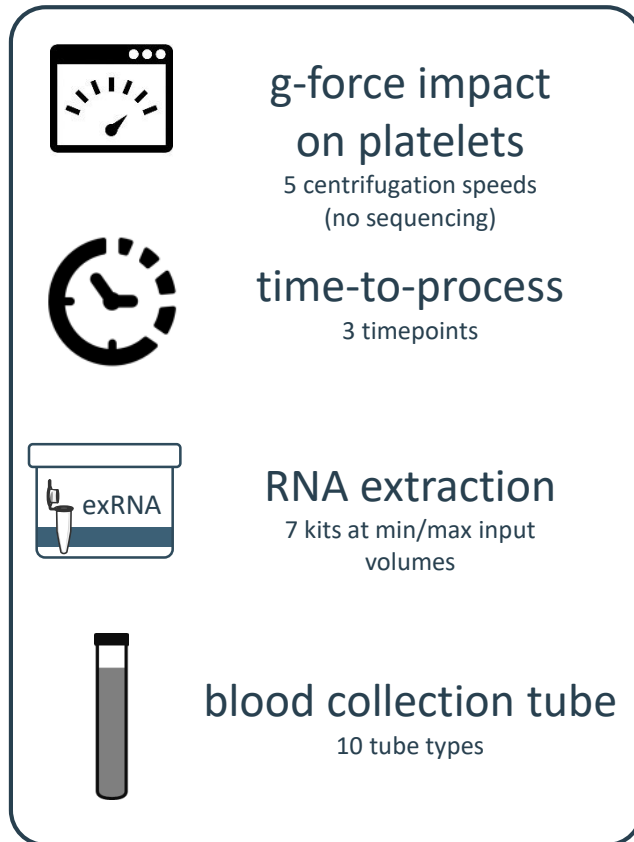 g-force impact
on platelets
5 centrifugation speeds
(no sequencing)
time-to-process
3 timepoints
exRNA
RNA extraction
7 kits at min/max input
volumes
blood collection tube
10 tube types